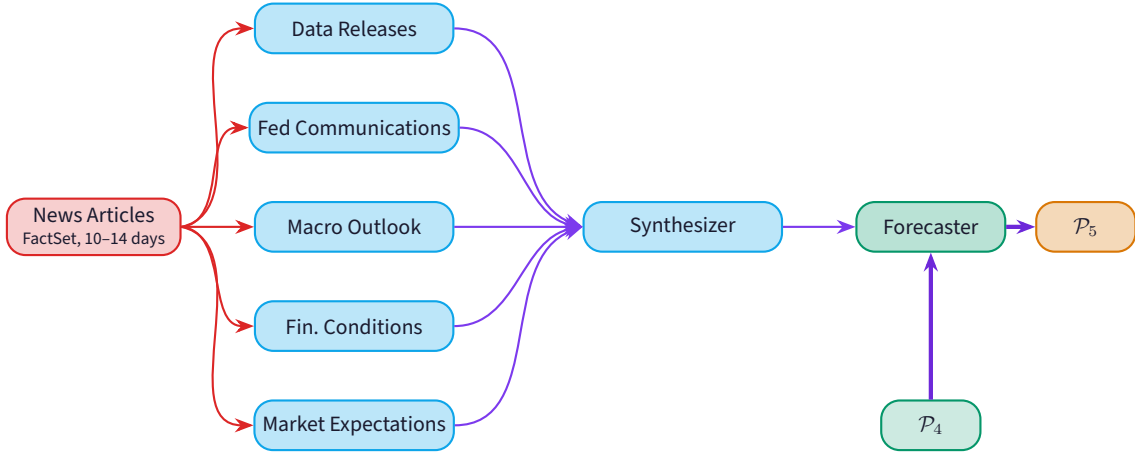 Data Releases
Fed Communications
News Articles
FactSet, 10–14 days
Macro Outlook
Synthesizer
Forecaster
𝒫₅
Fin. Conditions
Market Expectations
𝒫₄